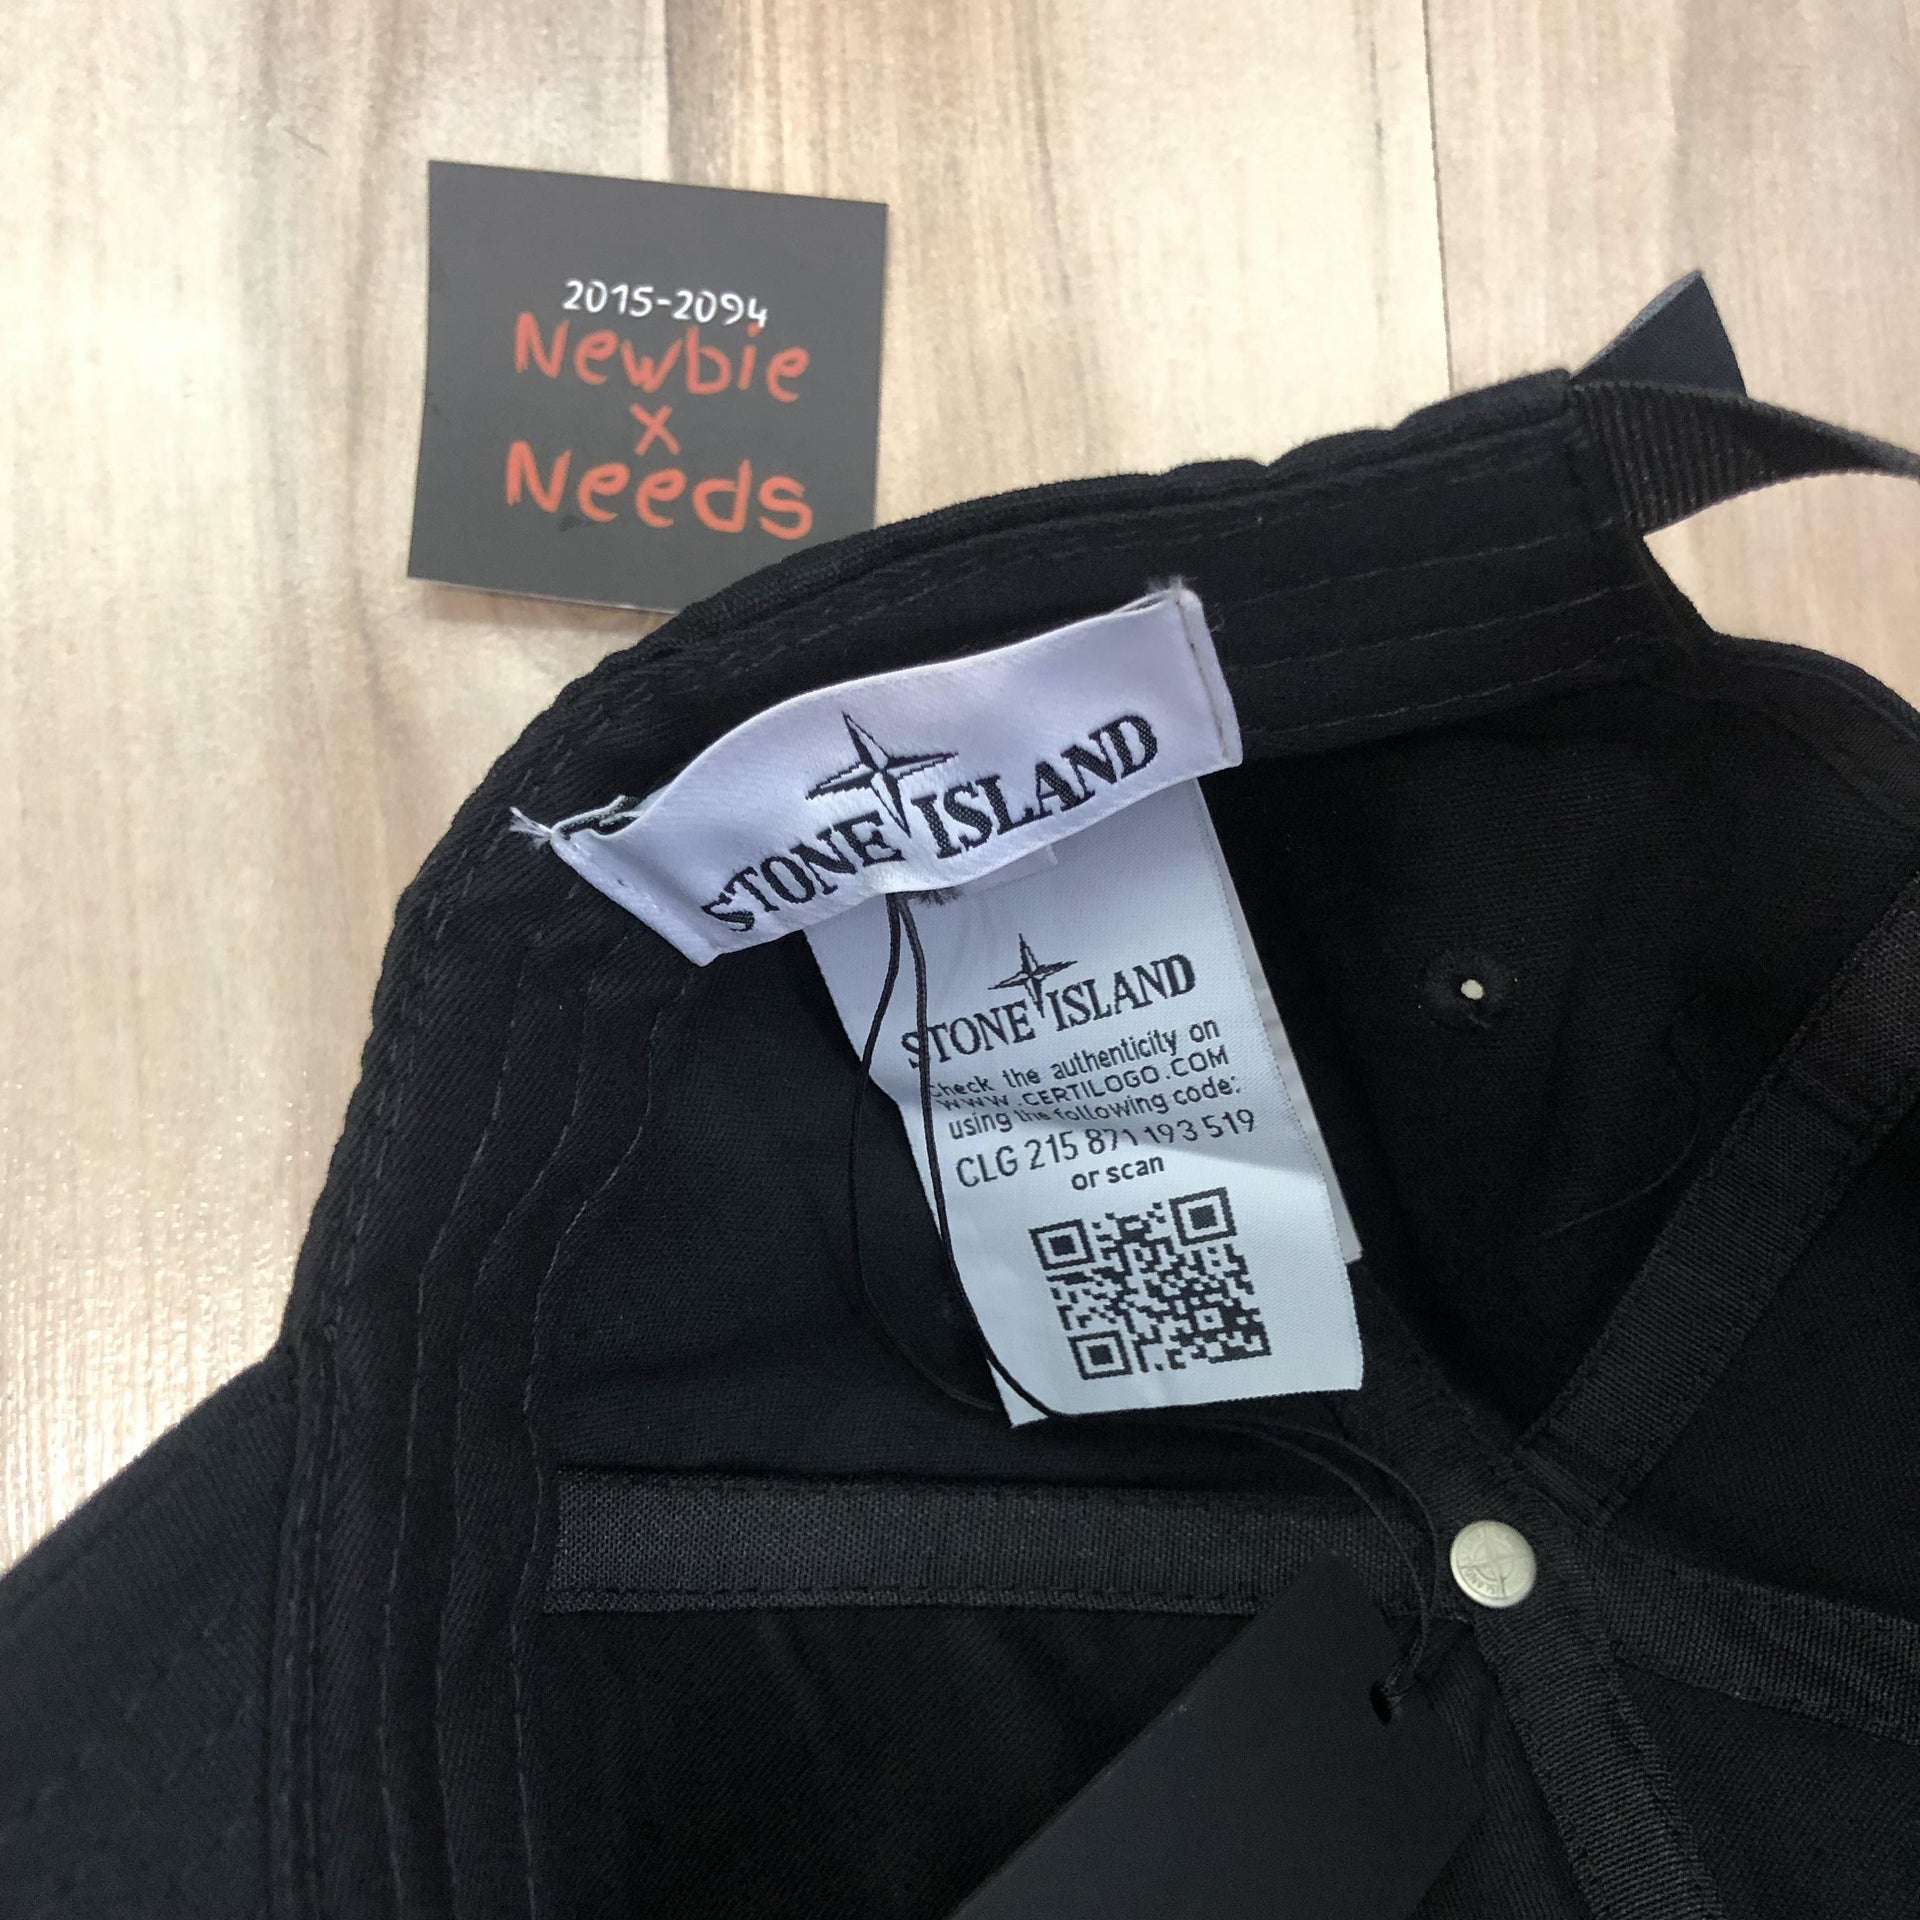 2015-2094
Newbie
x
Needs
STONE ISLAND
STONE ISLAND
Check the authenticity on
WWW.CERTILOGO.COM
using the following code:
CLG 215 871 193 519
or scan
ISLAND